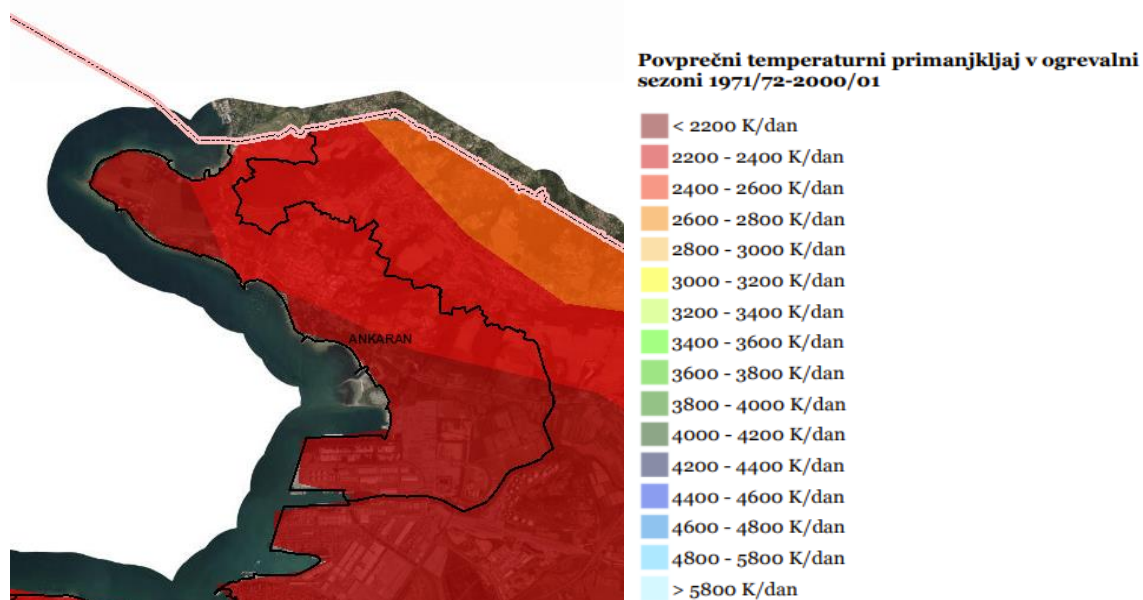 Povprečni temperaturni primanjkljaj v ogrevalni
sezoni 1971/72-2000/01
< 2200 K/dan
2200 - 2400 K/dan
2400 - 2600 K/dan
2600 - 2800 K/dan
2800 - 3000 K/dan
3000 - 3200 K/dan
3200 - 3400 K/dan
3400 - 3600 K/dan
3600 - 3800 K/dan
3800 - 4000 K/dan
4000 - 4200 K/dan
4200 - 4400 K/dan
4400 - 4600 K/dan
4600 - 4800 K/dan
4800 - 5800 K/dan
> 5800 K/dan
ANKARAN